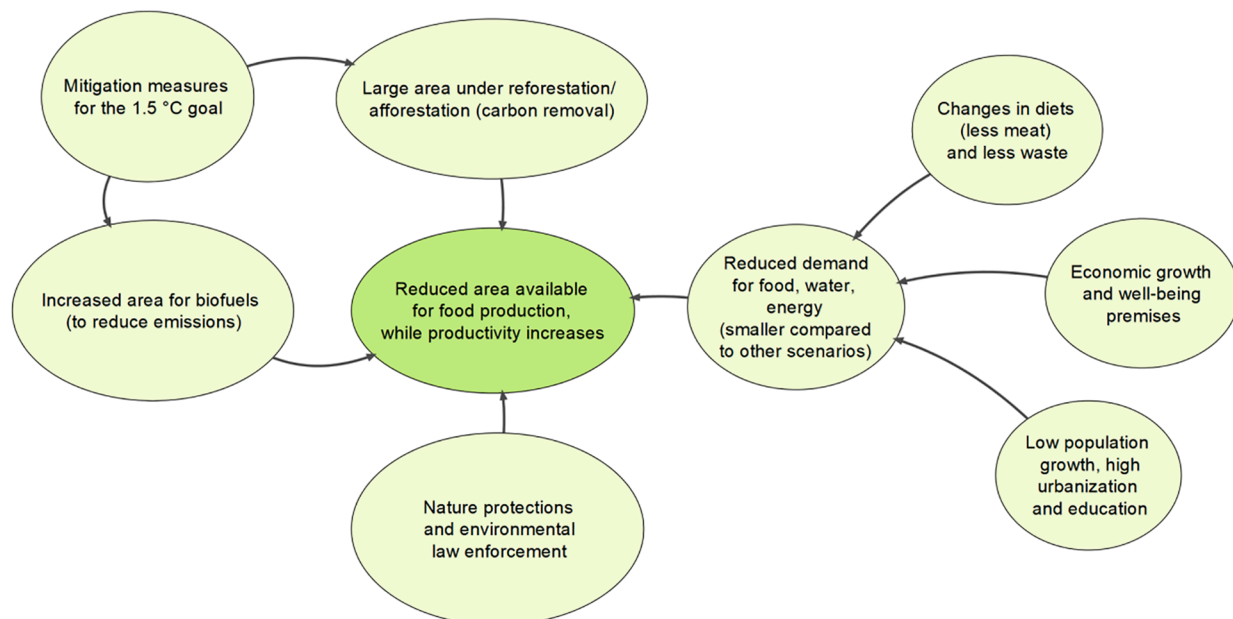 Mitigation measures
for the 1.5 °C goal
Large area under reforestation/
afforestation (carbon removal)
Changes in diets
(less meat)
and less waste
Increased area for biofuels
(to reduce emissions)
Reduced area available
for food production,
while productivity increases
Reduced demand
for food, water,
energy
(smaller compared
to other scenarios)
Economic growth
and well-being
premises
Low population
growth, high
urbanization
and education
Nature protections
and environmental
law enforcement